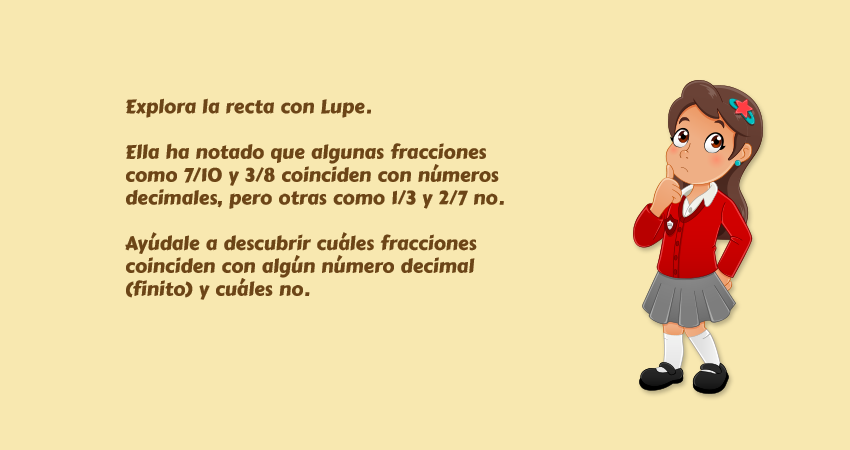 Explora la recta con Lupe.
Ella ha notado que algunas fracciones
como 7/10 y 3/8 coinciden con números
decimales, pero otras como 1/3 y 2/7 no.
Ayúdale a descubrir cuáles fracciones
coinciden con algún número decimal
(finito) y cuáles no.